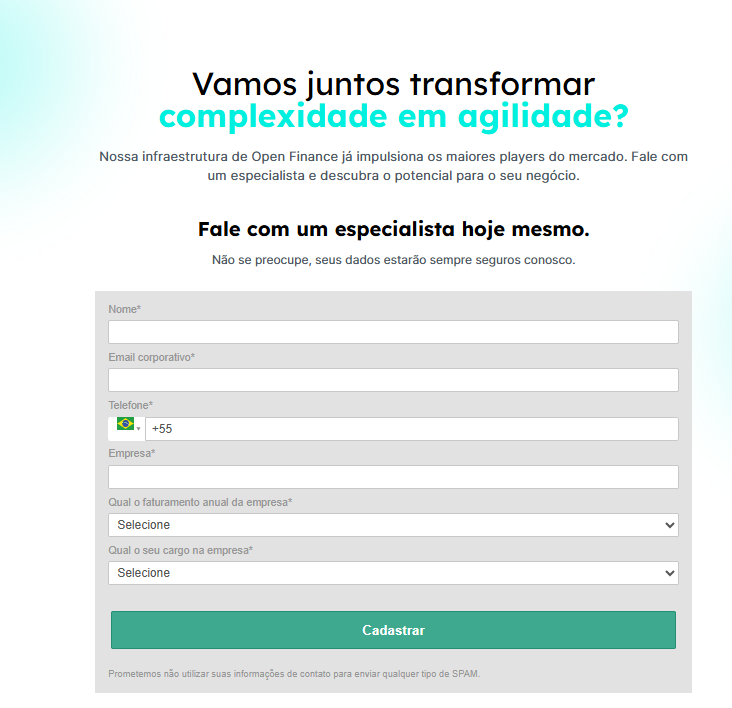 Vamos juntos transformar
complexidade em agilidade?
Nossa infraestrutura de Open Finance já impulsiona os maiores players do mercado. Fale com
um especialista e descubra o potencial para o seu negócio.
Fale com um especialista hoje mesmo.
Não se preocupe, seus dados estarão sempre seguros conosco.
Nome*
Email corporativo*
Telefone*
+55
Empresa*
Qual o faturamento anual da empresa*
Selecione
Qual o seu cargo na empresa*
Selecione
Cadastrar
Prometemos não utilizar suas informações de contato para enviar qualquer tipo de SPAM.